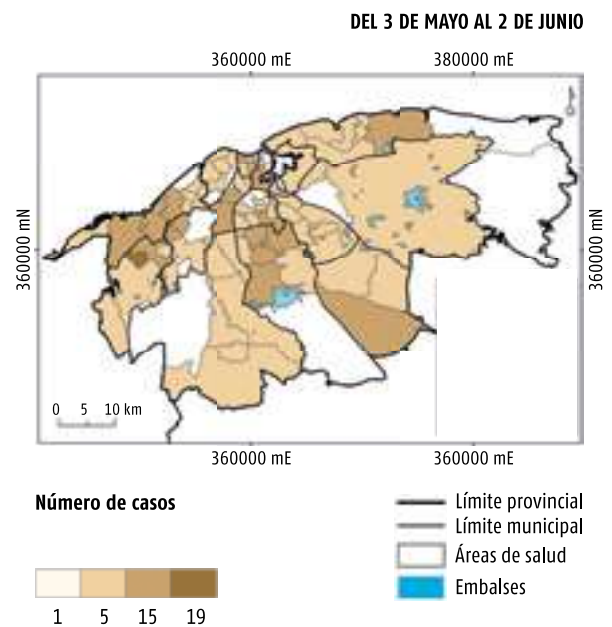 DEL 3 DE MAYO AL 2 DE JUNIO
360000 mE 380000 mE
360000 mN 360000 mN
0 5 10 km
360000 mE 380000 mE
Número de casos
1 5 15 19
Límite provincial
Límite municipal
Áreas de salud
Embalses